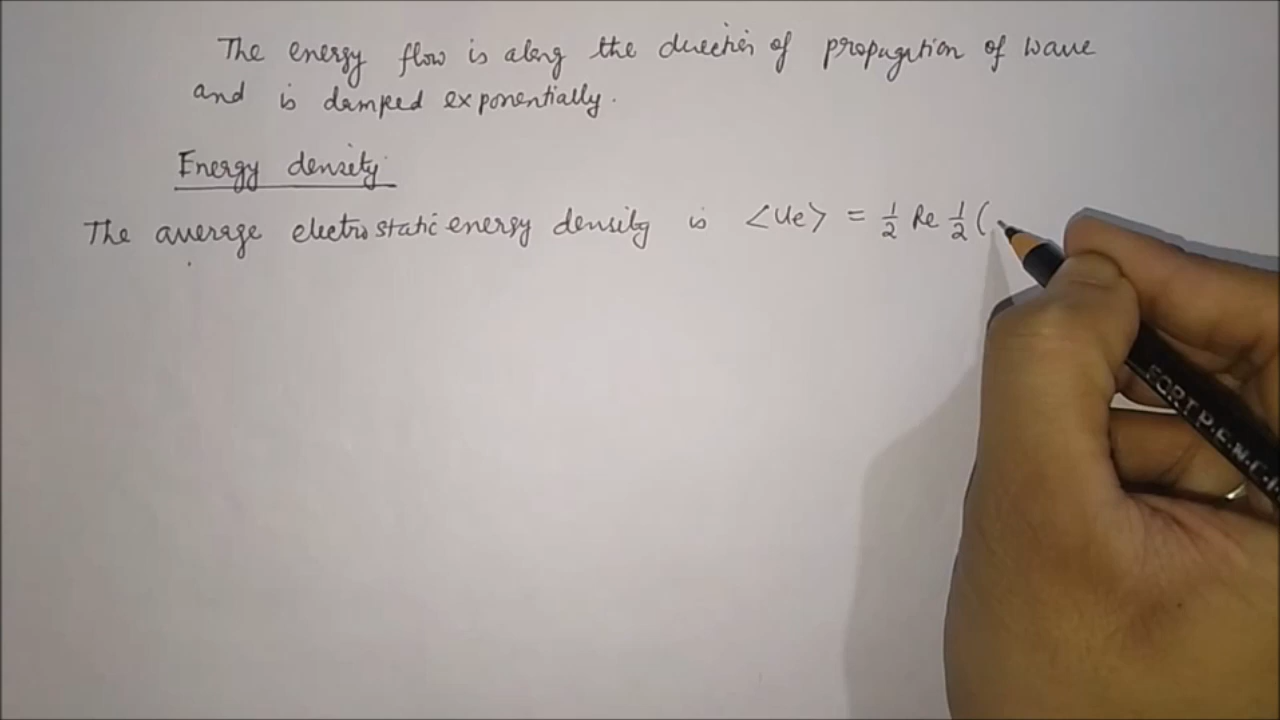 The energy flow is along the direction of propagation of wave
and is damped exponentially.
Energy density
The average electrostatic energy density is <Ue> = 1/2 Re 1/2 (